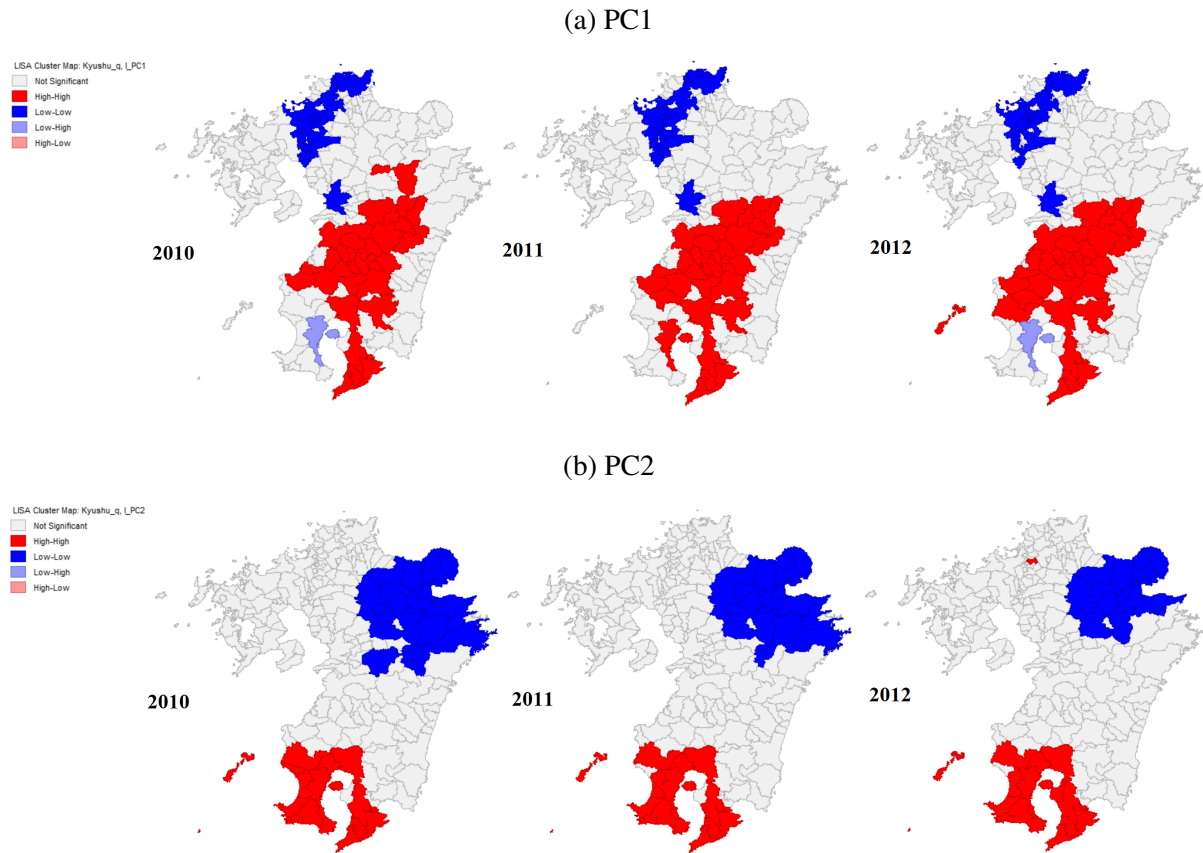 (a) PC1
LISA Cluster Map: Kyushu_q, I_PC1
Not Significant
High-High
Low-Low
Low-High
High-Low
2010
2011
2012
(b) PC2
LISA Cluster Map: Kyushu_q, I_PC2
Not Significant
High-High
Low-Low
Low-High
High-Low
2010
2011
2012